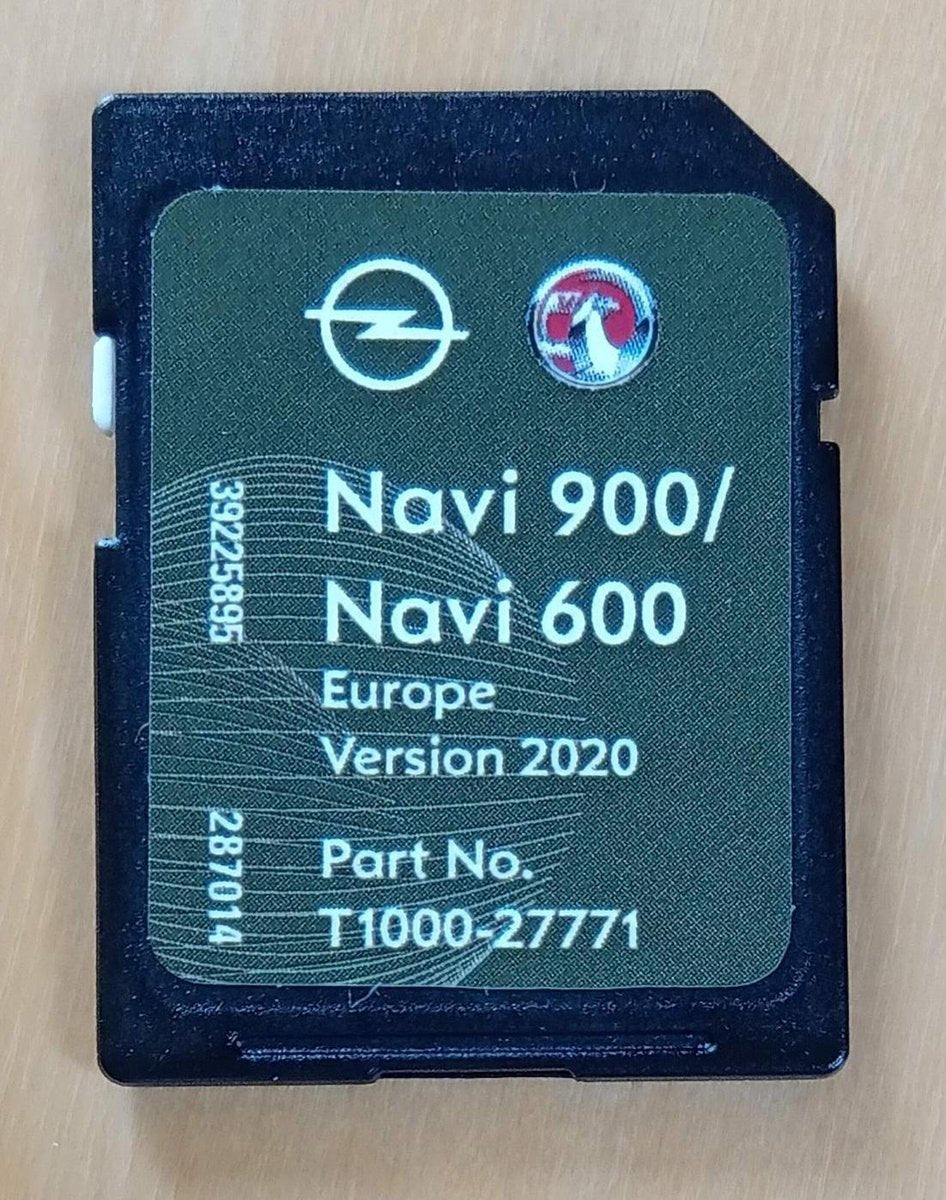 Navi 900/
Navi 600
Europe
Version 2020
Part No.
T1000-27771
39225895
287014